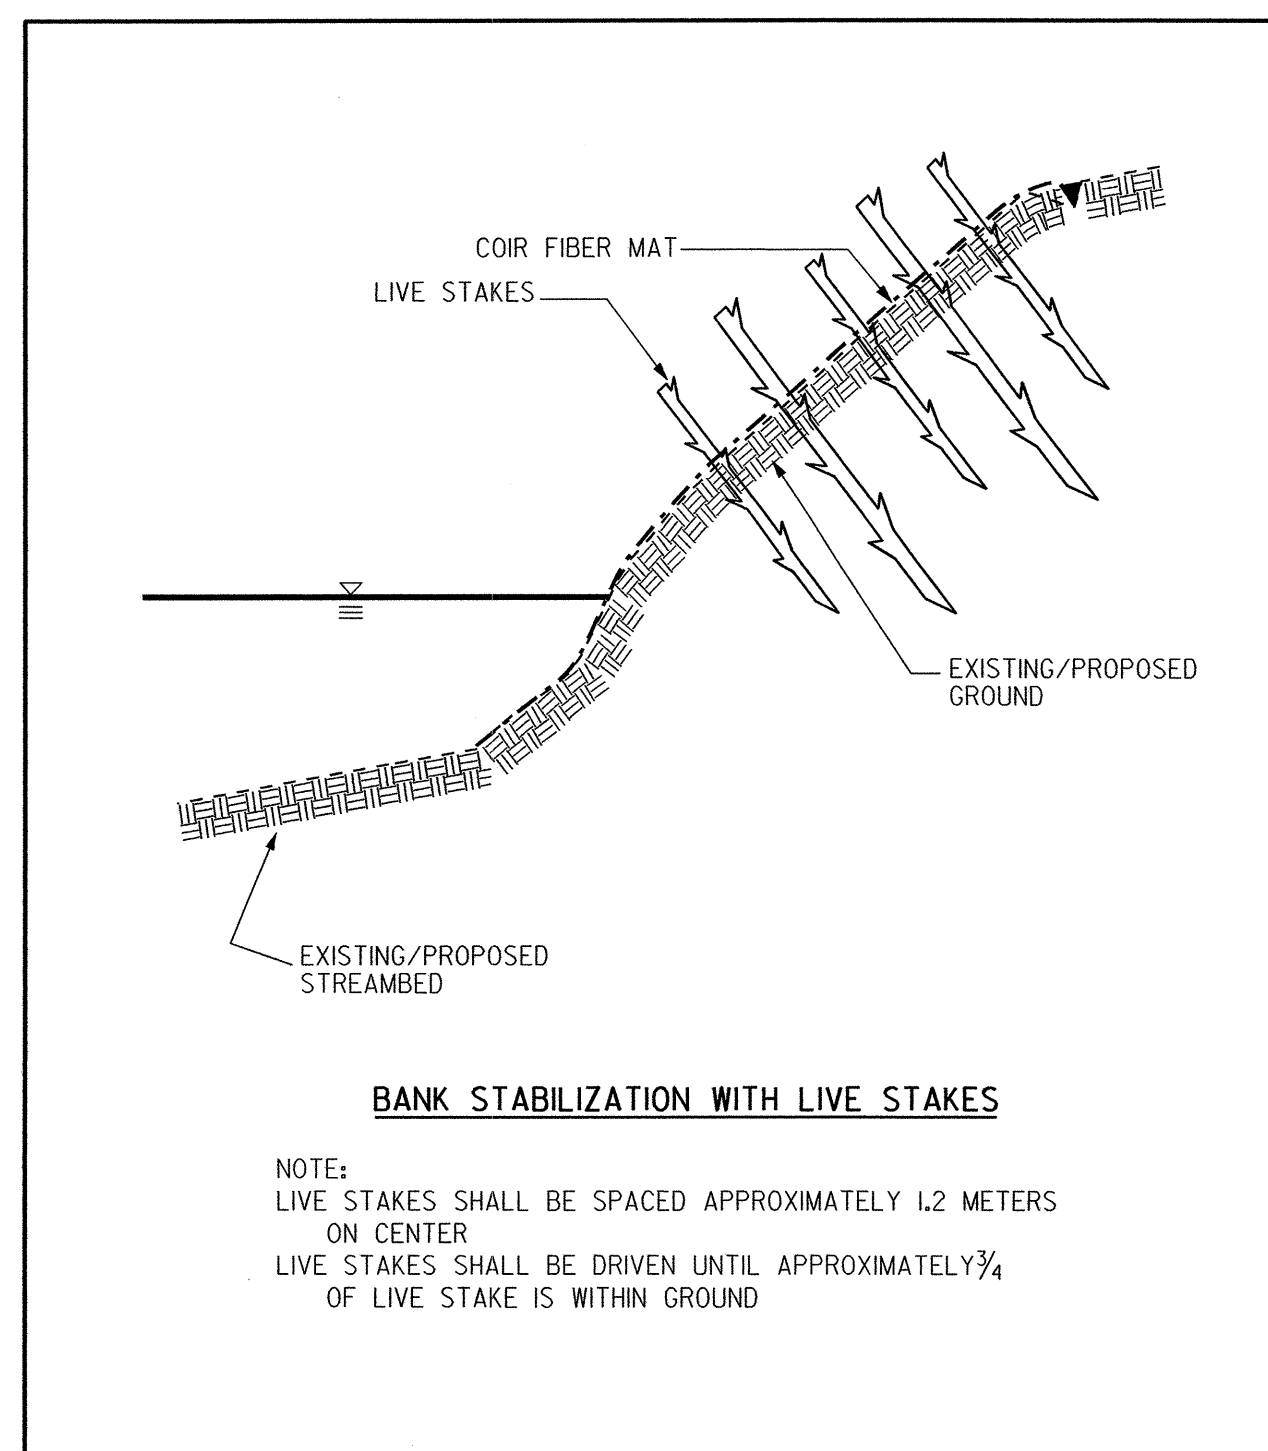 COIR FIBER MAT
LIVE STAKES
EXISTING/PROPOSED
GROUND
EXISTING/PROPOSED
STREAMBED
BANK STABILIZATION WITH LIVE STAKES
NOTE:
LIVE STAKES SHALL BE SPACED APPROXIMATELY 1.2 METERS
ON CENTER
LIVE STAKES SHALL BE DRIVEN UNTIL APPROXIMATELY 3/4
OF LIVE STAKE IS WITHIN GROUND